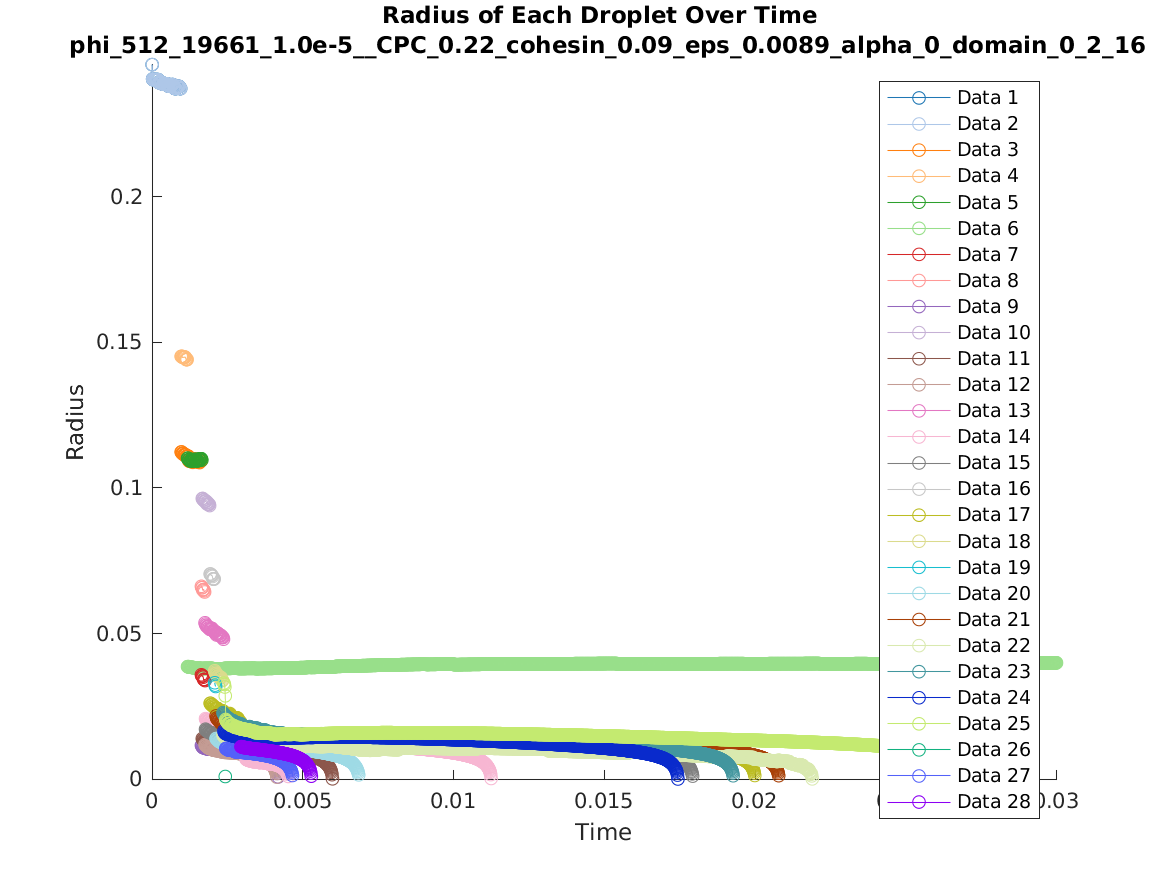 Radius of Each Droplet Over Time
phi_512_19661_1.0e-5__CPC_0.22_cohesin_0.09_eps_0.0089_alpha_0_domain_0_2_16
Radius
0.2
0.15
0.1
0.05
0
0
0.005
0.01
0.015
0.02
0
0.03
Time
Data 1
Data 2
Data 3
Data 4
Data 5
Data 6
Data 7
Data 8
Data 9
Data 10
Data 11
Data 12
Data 13
Data 14
Data 15
Data 16
Data 17
Data 18
Data 19
Data 20
Data 21
Data 22
Data 23
Data 24
Data 25
Data 26
Data 27
Data 28